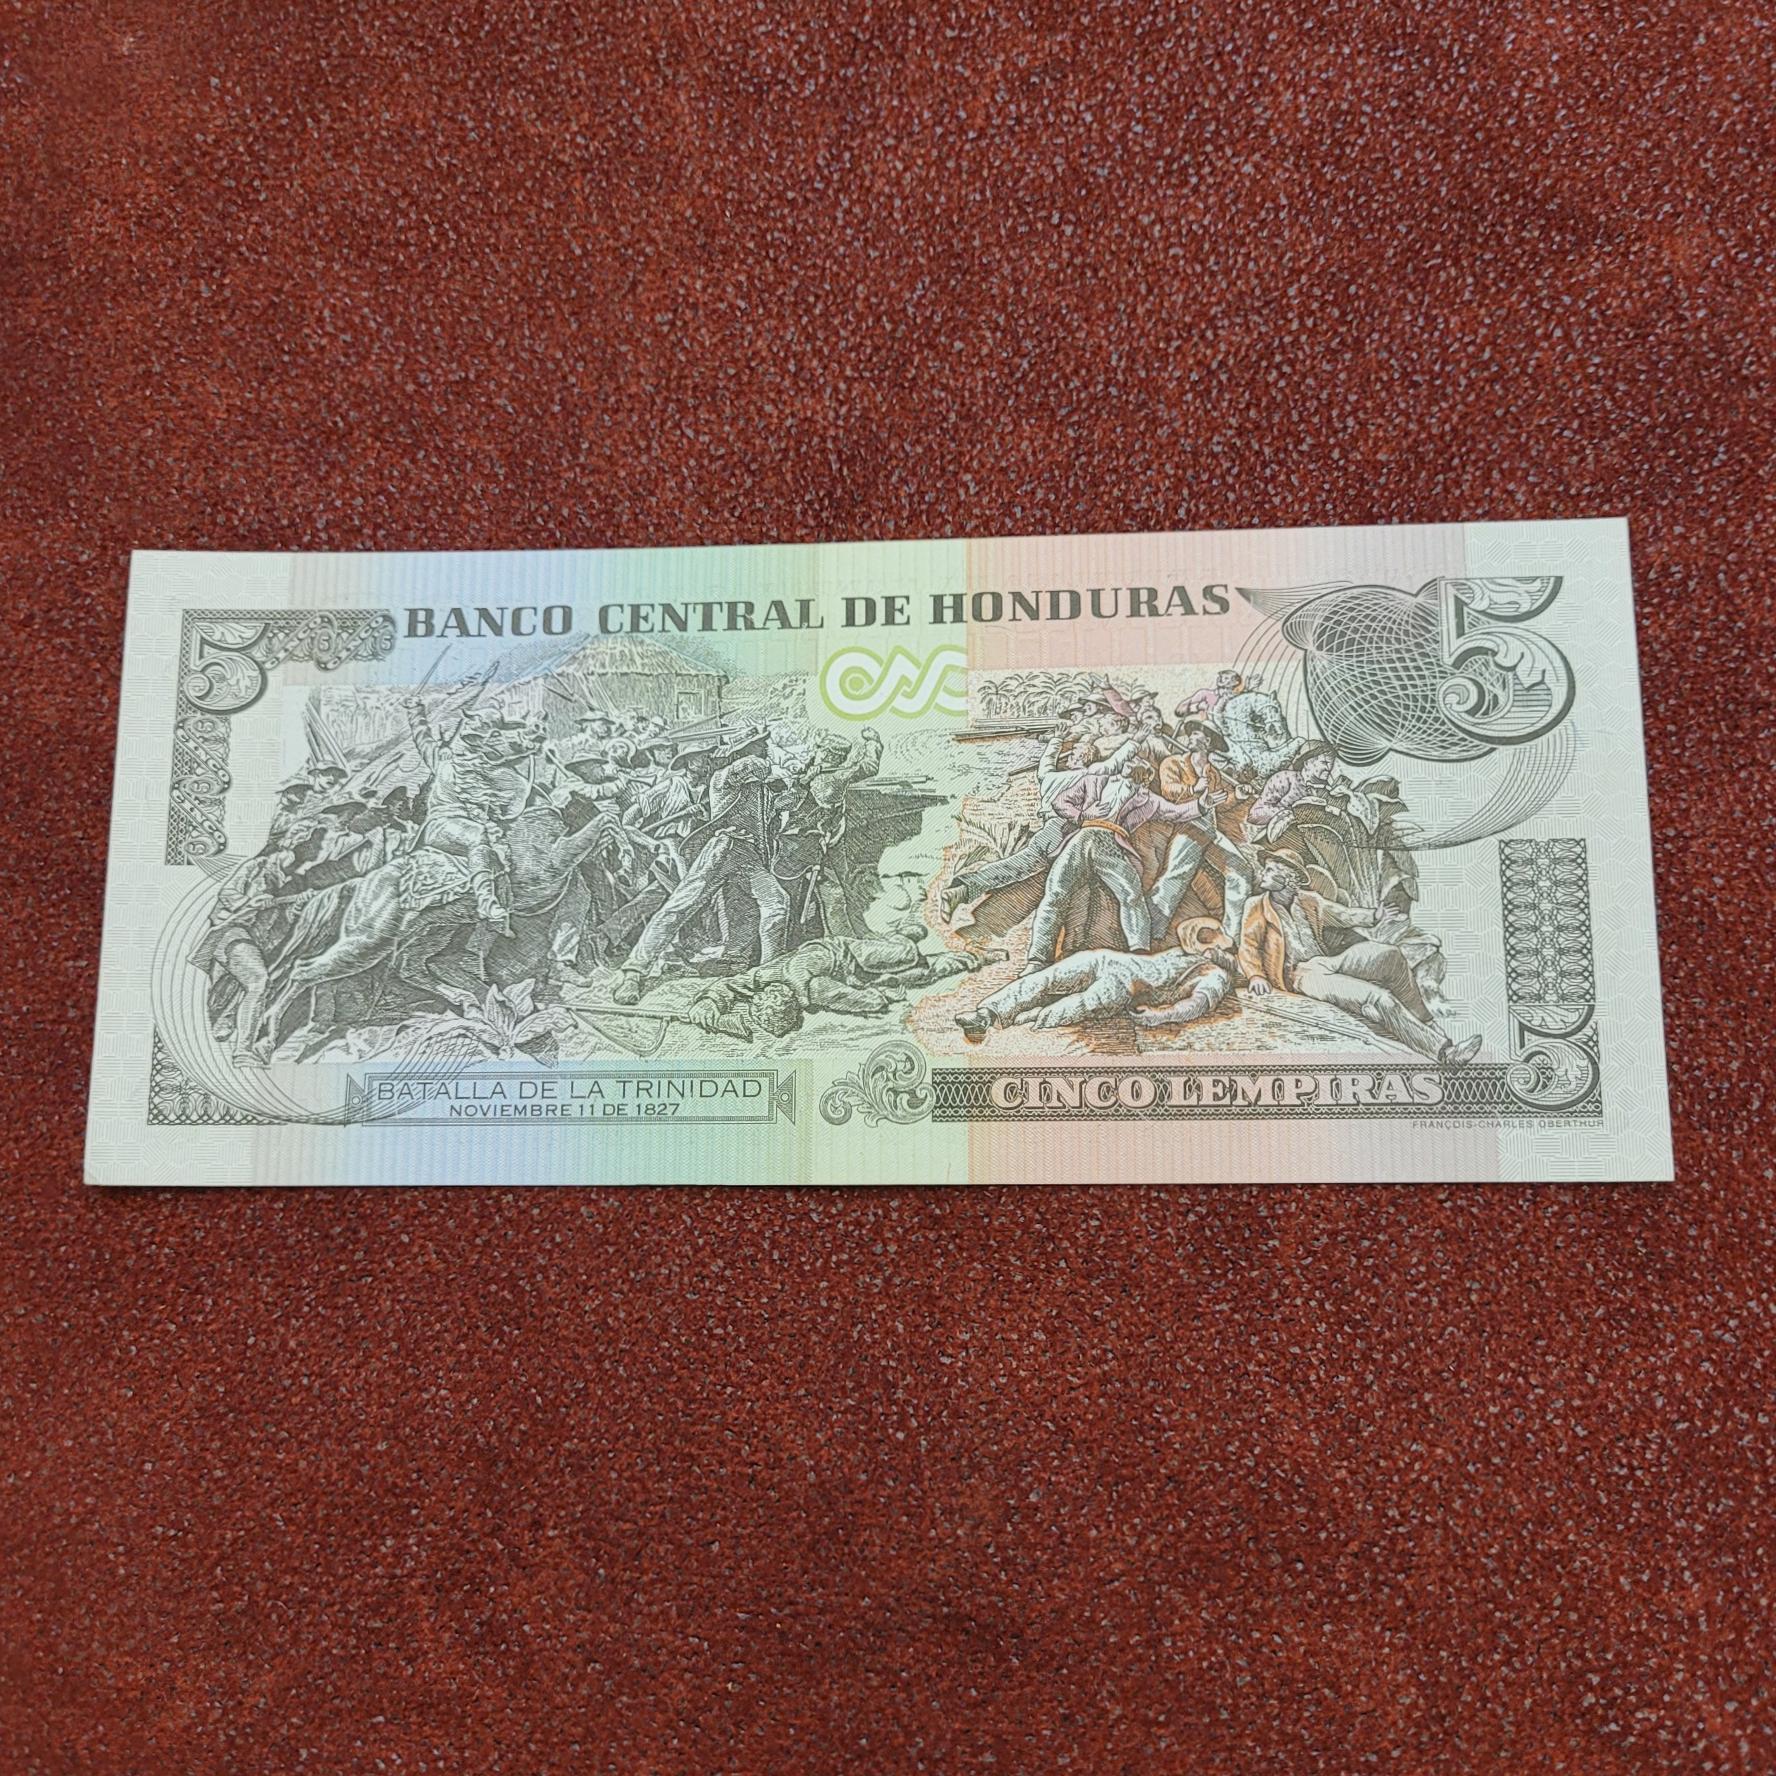 BANCO CENTRAL DE HONDURAS
5
5
BATALLA DE LA TRINIDAD
NOVIEMBRE 11 DE 1827
CINCO LEMPIRAS
5
FRANÇOIS-CHARLES OBERTHUR